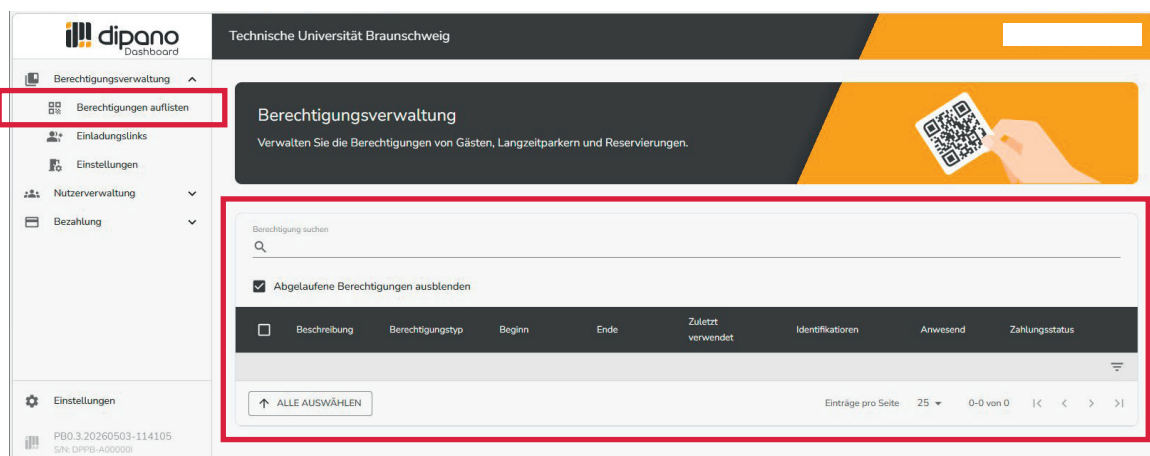 dipano
Dashboard
Technische Universität Braunschweig
Berechtigungsverwaltung
Berechtigungen auflisten
Einladungslinks
Einstellungen
Nutzerverwaltung
Bezahlung
Berechtigungsverwaltung
Verwalten Sie die Berechtigungen von Gästen, Langzeitparkern und Reservierungen.
Berechtigung suchen
Abgelaufene Berechtigungen ausblenden
Beschreibung Berechtigungstyp Beginn Ende Zuletzt verwendet Identifikatoren Anwesend Zahlungsstatus
ALLE AUSWÄHLEN Einträge pro Seite 25 0-0 von 0
Einstellungen
PB0.3.20260503-114105
S/N: DPPB-A00000I